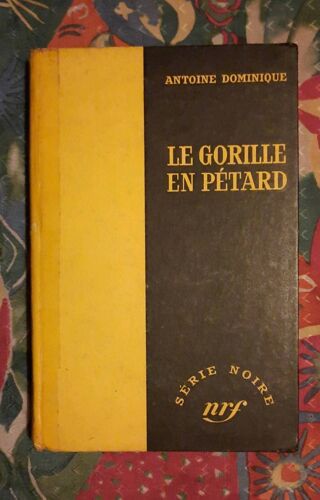 ANTOINE DOMINIQUE
LE GORILLE
EN PÉTARD
SÉRIE NOIRE
nrf